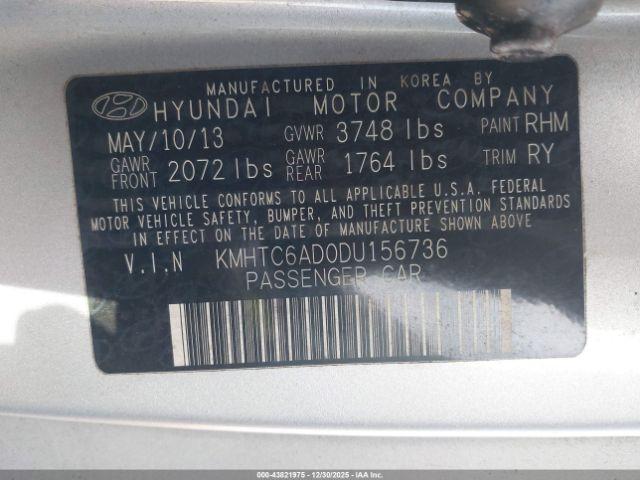 MANUFACTURED IN KOREA BY
HYUNDAI MOTOR COMPANY
MAY/10/13 GVWR 3748 lbs PAINT RHM
GAWR FRONT 2072 lbs GAWR REAR 1764 lbs TRIM RY
THIS VEHICLE CONFORMS TO ALL APPLICABLE U.S.A. FEDERAL
MOTOR VEHICLE SAFETY, BUMPER, AND THEFT PREVENTION STANDARDS
IN EFFECT ON THE DATE OF MANUFACTURE SHOWN ABOVE.
V.I.N KMHTC6AD0DU156736
PASSENGER CAR
000-43821975 - 12/30/2025 - IAAI.COM